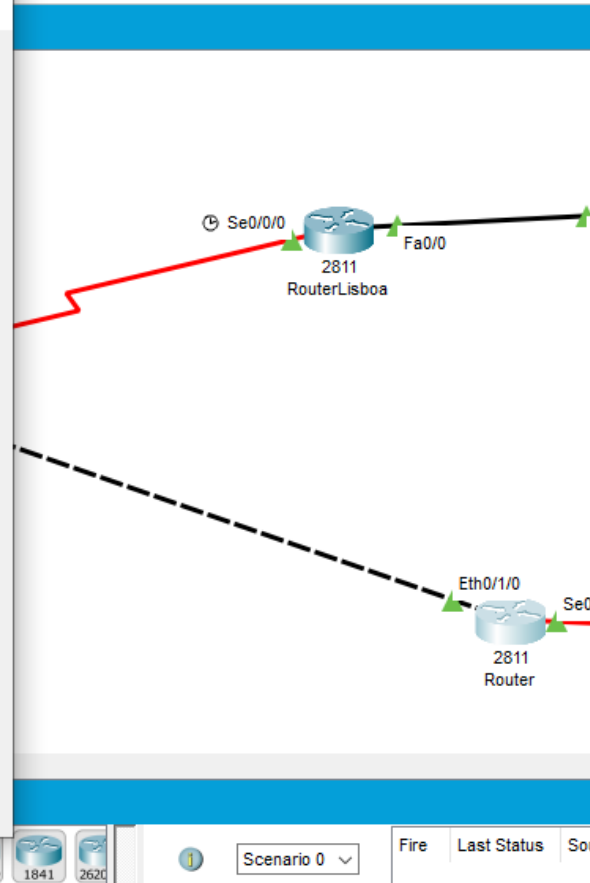 Se0/0/0
Fa0/0
2811
RouterLisboa
Eth0/1/0
Se0
2811
Router
1841
2620
Scenario 0
Fire
Last Status
Sou